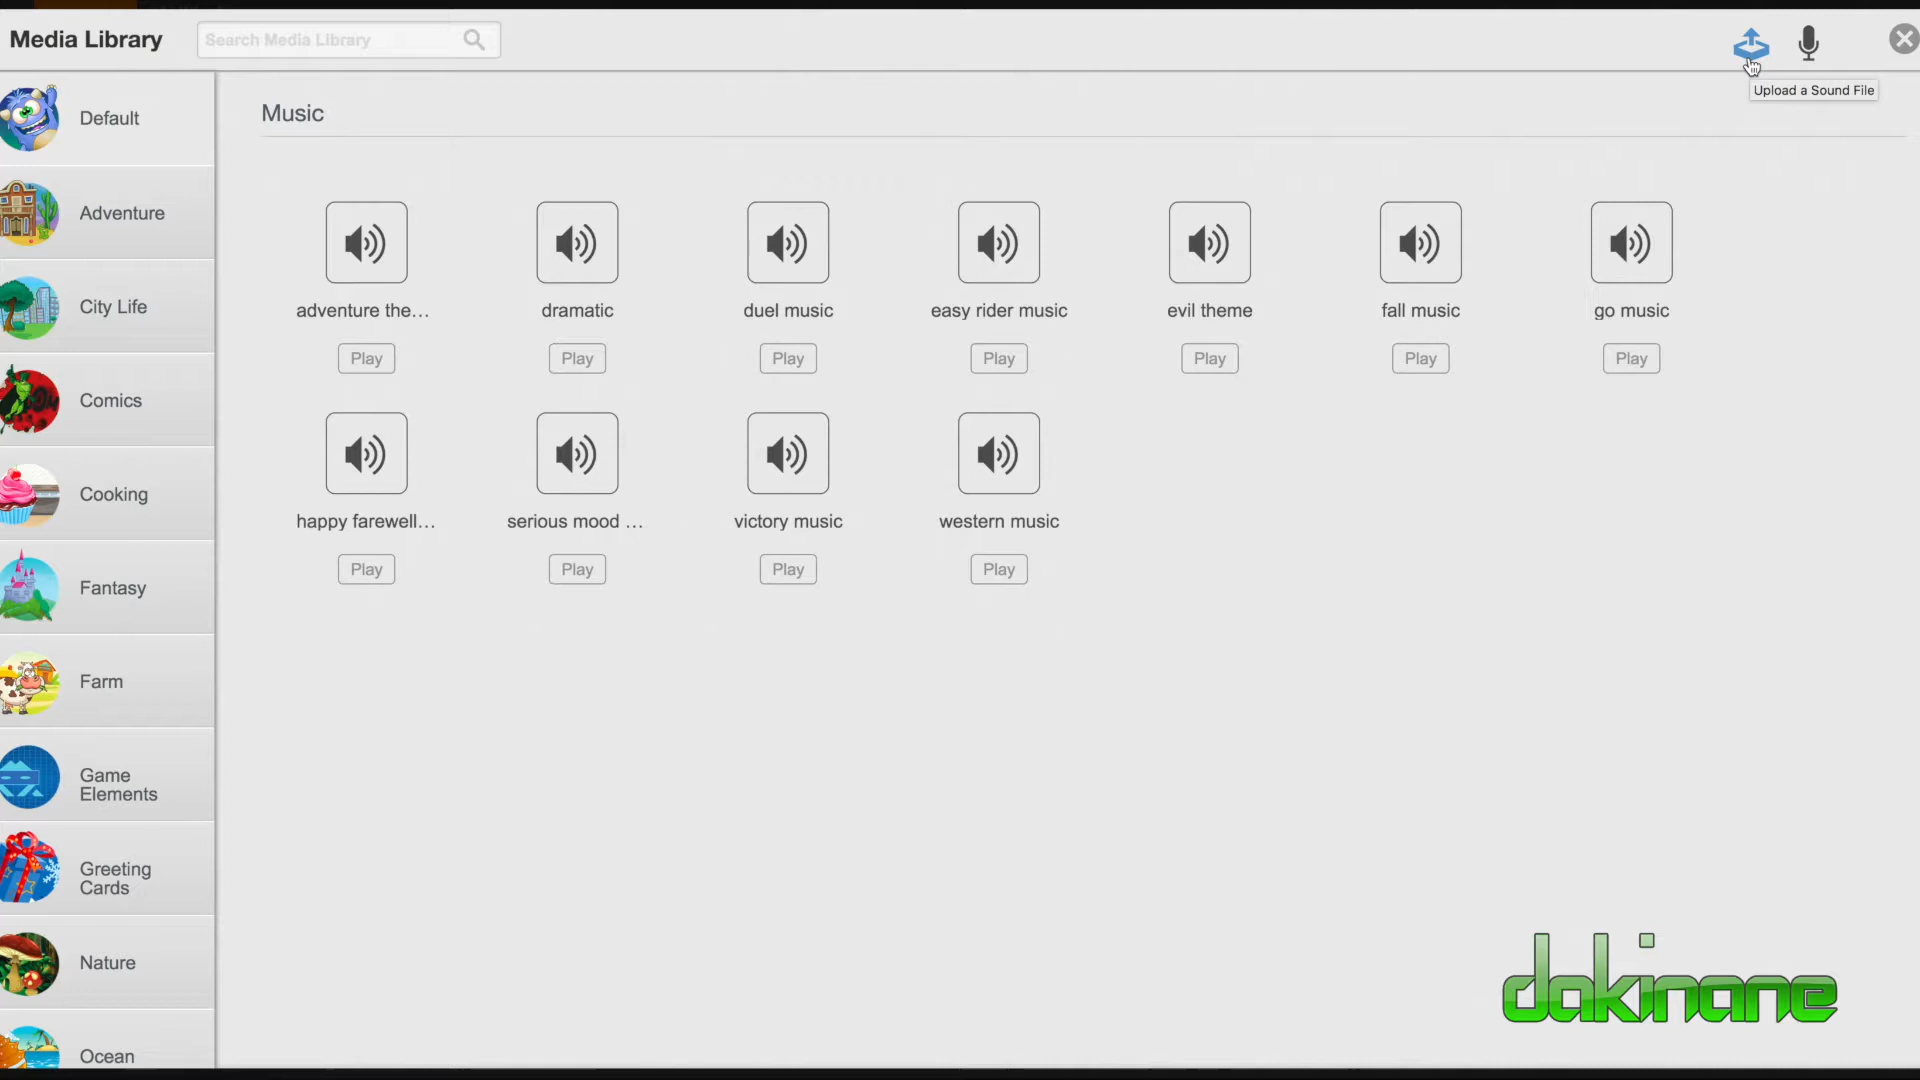 Media Library
Search Media Library
Upload a Sound File
Default
Adventure
City Life
Comics
Cooking
Fantasy
Farm
Game
Elements
Greeting
Cards
Nature
Ocean
Music
adventure the...
dramatic
duel music
easy rider music
evil theme
fall music
go music
Play
Play
Play
Play
Play
Play
Play
happy farewell...
serious mood ...
victory music
western music
Play
Play
Play
Play
dakinane